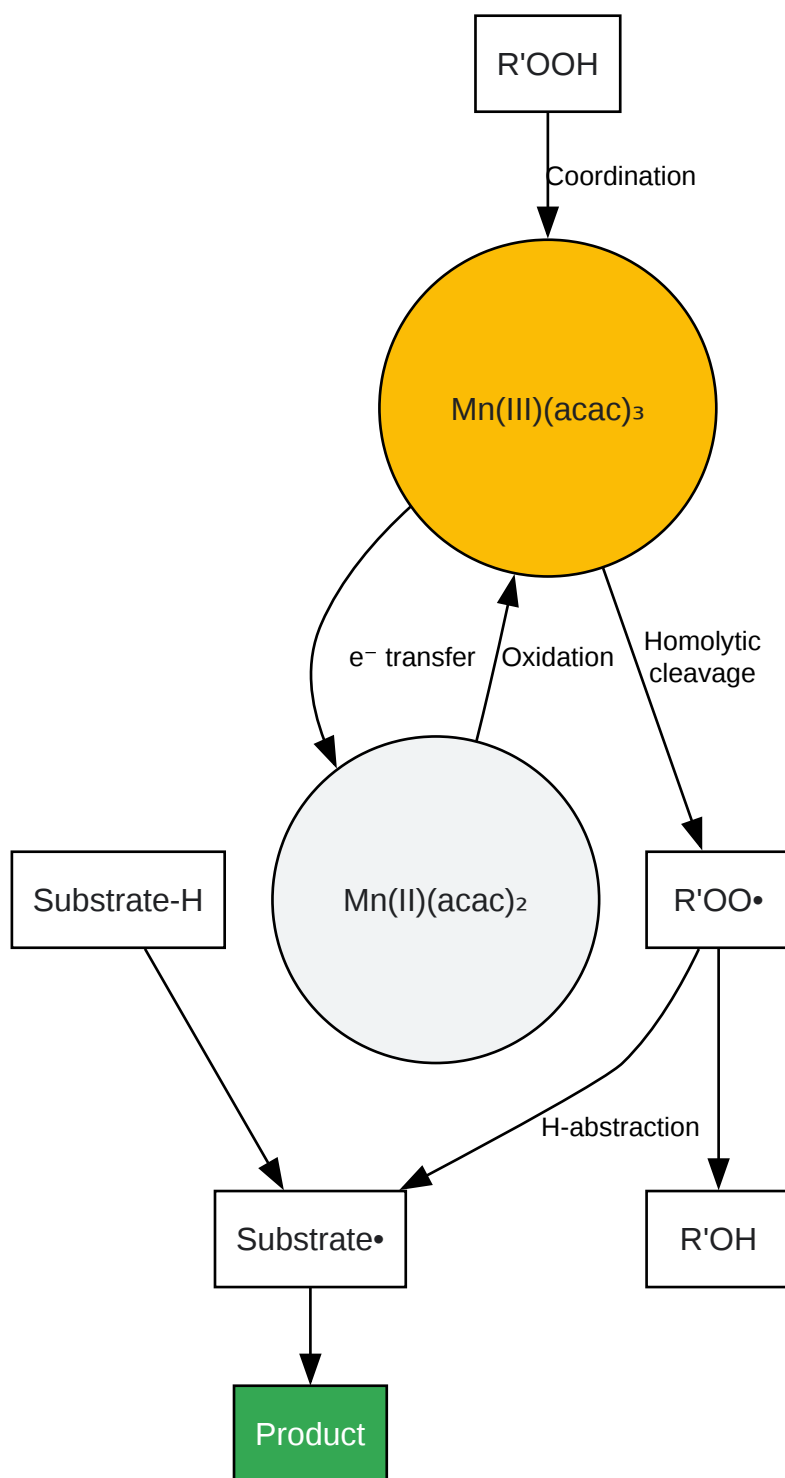 R'OOH
Coordination
Mn(III)(acac)₃
e⁻ transfer
Oxidation
Homolytic
cleavage
Substrate-H
Mn(II)(acac)₂
R'OO•
H-abstraction
Substrate•
R'OH
Product